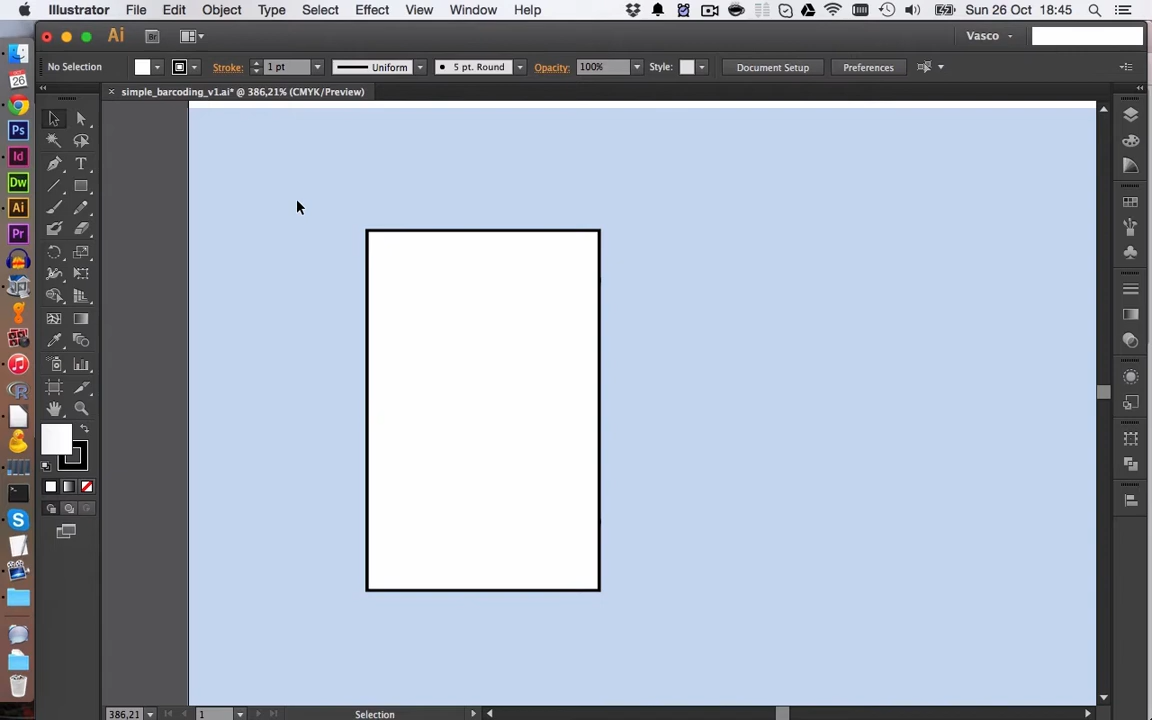 Illustrator File Edit Object Type Select Effect View Window Help Sun 26 Oct 18:45
Ai Br Vasco
No Selection Stroke: 1 pt Uniform 5 pt. Round Opacity: 100% Style: Document Setup Preferences
simple_barcoding_v1.ai* @ 386,21% (CMYK/Preview)
26
Ps
T
Id
Dw
Ai
Pr
R
386,21 1 Selection